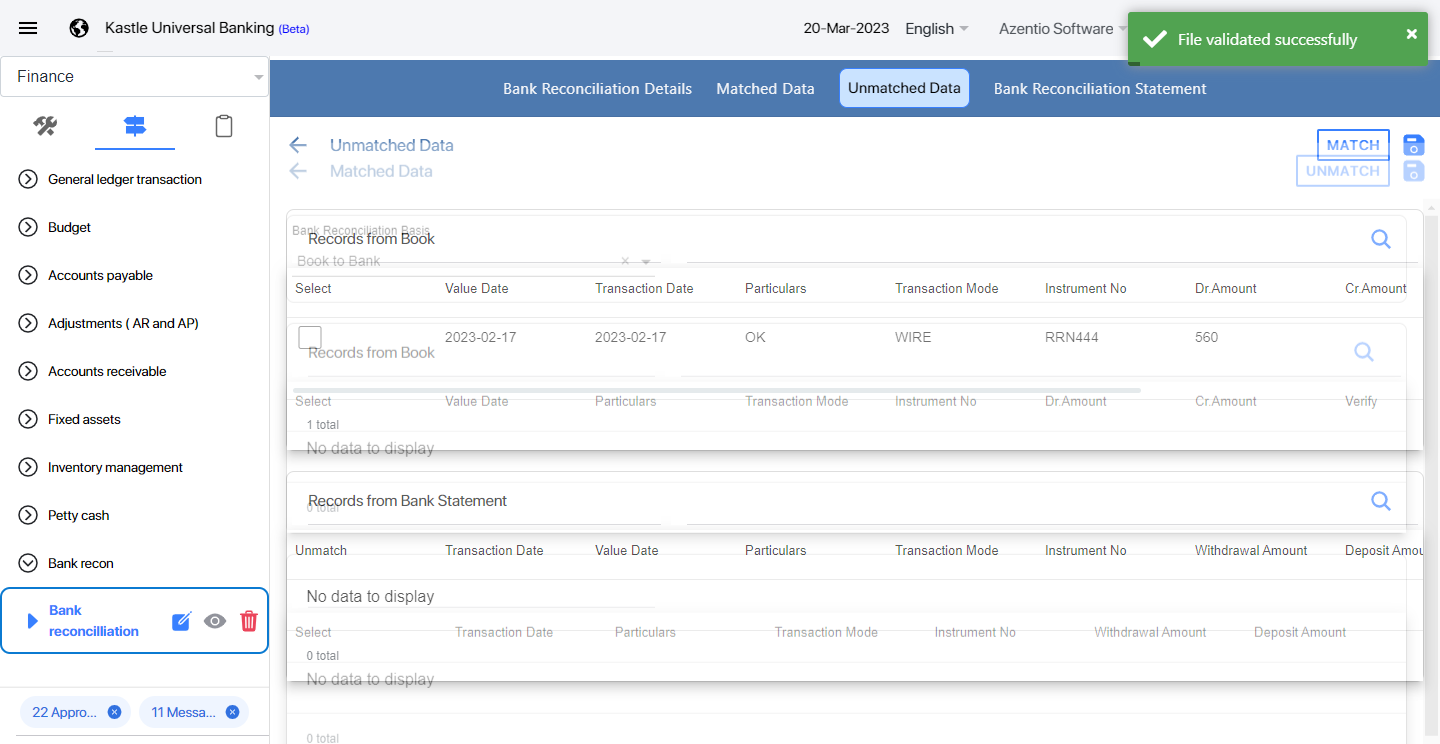 Kastle Universal Banking (Beta)
20-Mar-2023
English
Azentio Software
File validated successfully
Finance
Bank Reconciliation Details
Matched Data
Unmatched Data
Bank Reconciliation Statement
General ledger transaction
Budget
Accounts payable
Adjustments ( AR and AP)
Accounts receivable
Fixed assets
Inventory management
Petty cash
Bank recon
Bank
reconcilliation
22 Appro...
11 Messa...
Unmatched Data
MATCH
Matched Data
UNMATCH
Bank Reconciliation Basis
Records from Book
Book to Bank
Select Value Date Transaction Date Particulars Transaction Mode Instrument No Dr.Amount Cr.Amount
2023-02-17 2023-02-17 OK WIRE RRN444 560
Records from Book
Select Value Date Particulars Transaction Mode Instrument No Dr.Amount Cr.Amount Verify
1 total
No data to display
Records from Bank Statement
0 total
Unmatch Transaction Date Value Date Particulars Transaction Mode Instrument No Withdrawal Amount Deposit Amou
No data to display
Select Transaction Date Particulars Transaction Mode Instrument No Withdrawal Amount Deposit Amount
0 total
No data to display
0 total